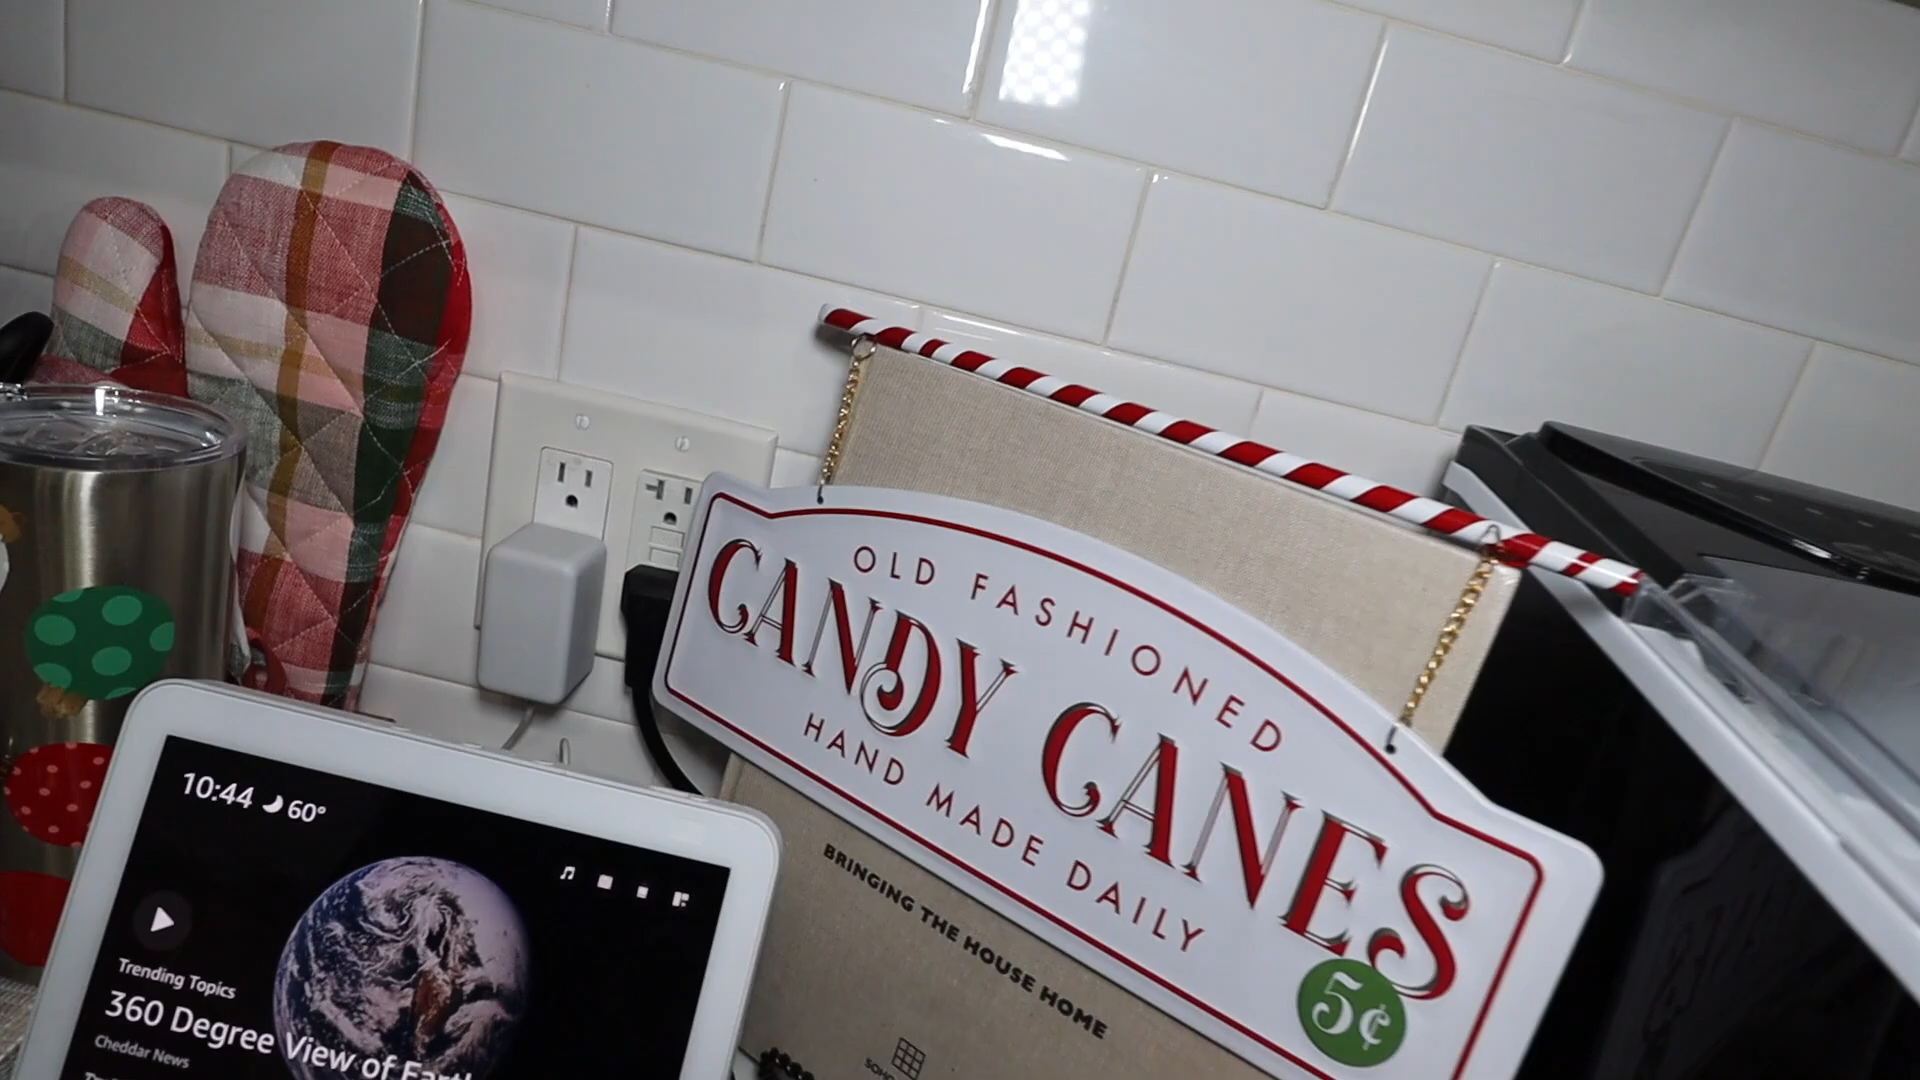 OLD FASHIONED
CANDY CANES
HAND MADE DAILY
5¢
BRINGING THE HOUSE HOME
SOHO
10:44 60°
Trending Topics
360 Degree View of Earth
Cheddar News